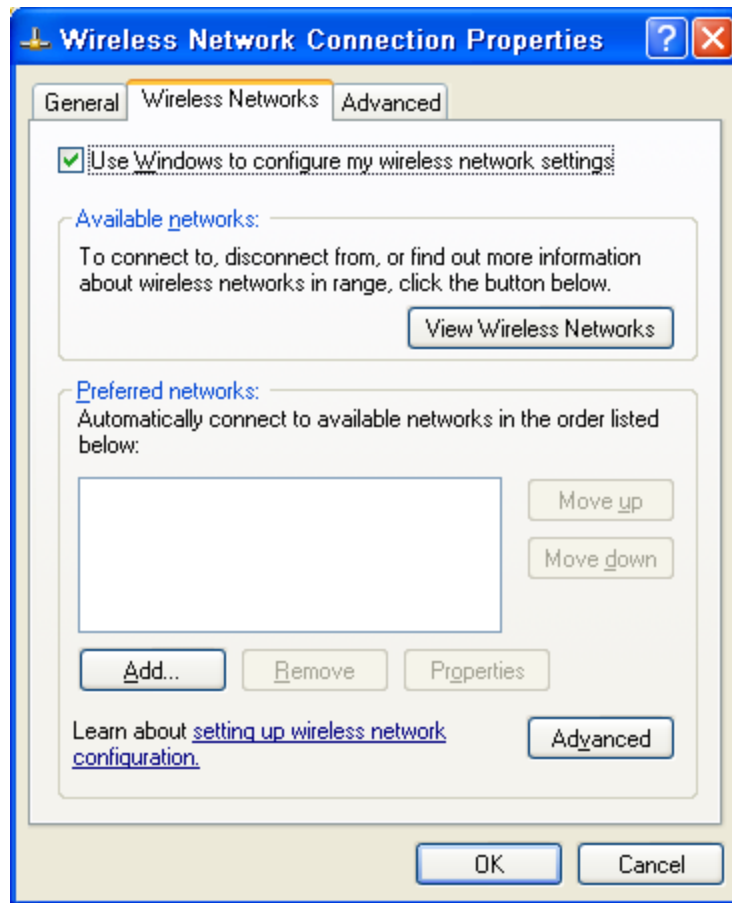 Wireless Network Connection Properties
General Wireless Networks Advanced
Use Windows to configure my wireless network settings
Available networks:
To connect to, disconnect from, or find out more information
about wireless networks in range, click the button below.
View Wireless Networks
Preferred networks:
Automatically connect to available networks in the order listed
below:
Move up
Move down
Add... Remove Properties
Learn about setting up wireless network
configuration.
Advanced
OK Cancel